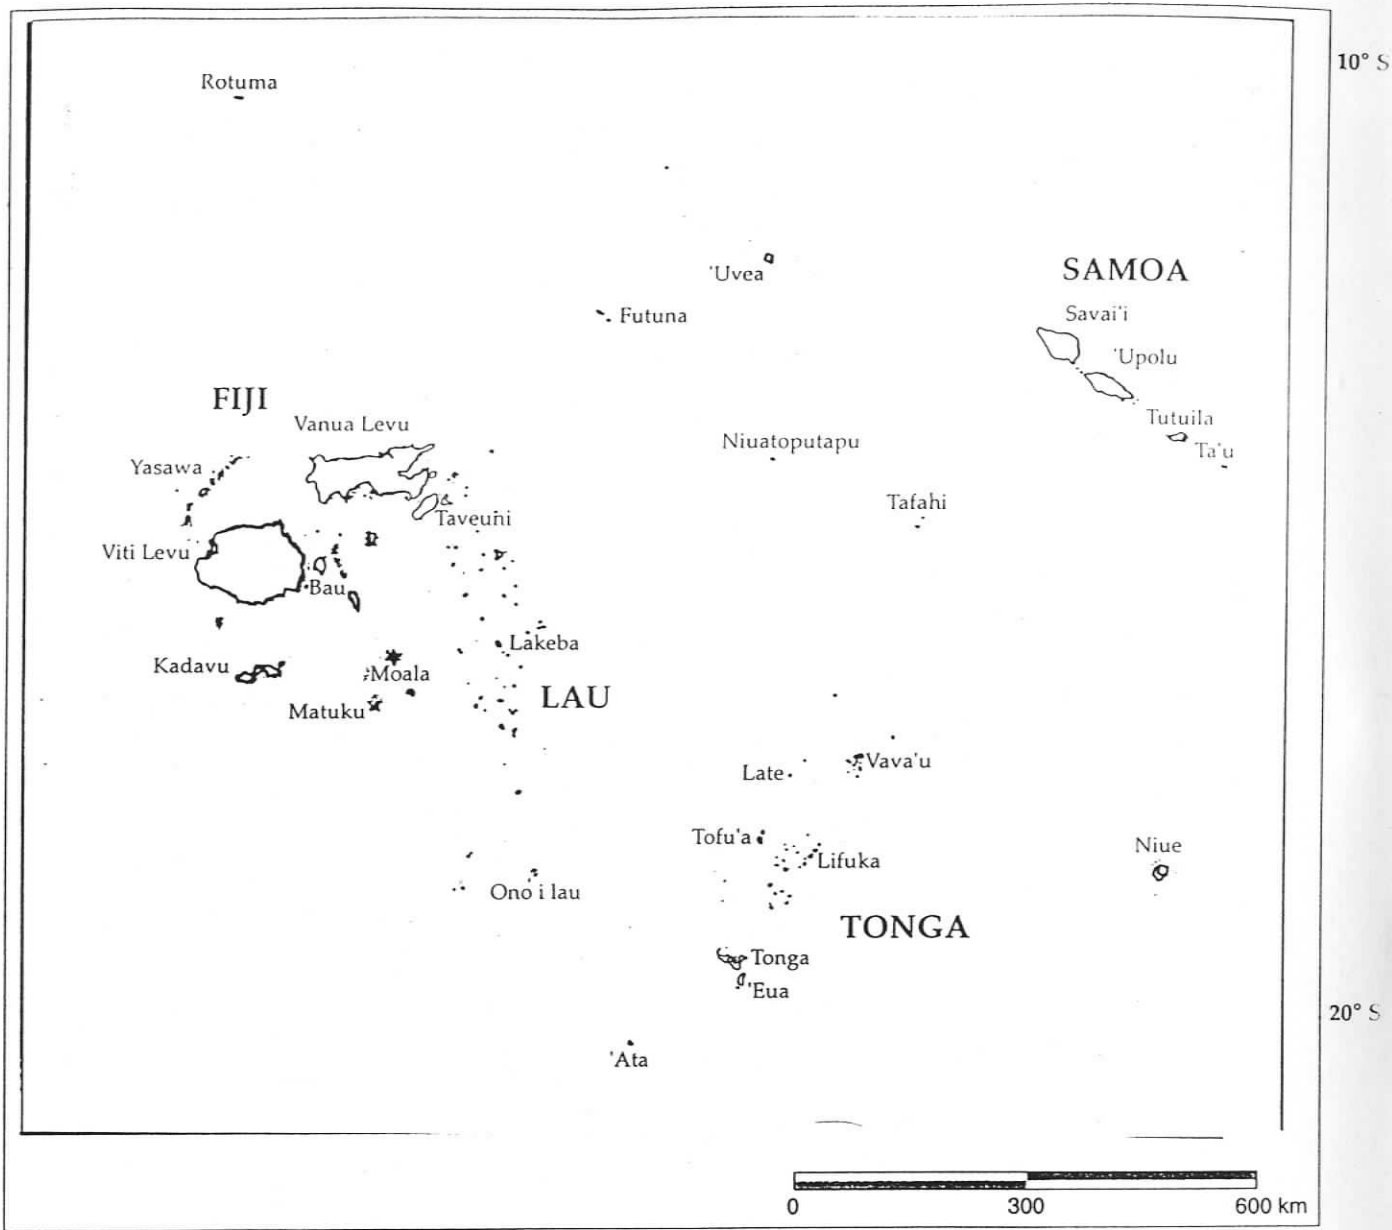 10° S
Rotuma
'Uvea
SAMOA
Futuna
Savai'i
'Upolu
FIJI
Vanua Levu
Tutuila
Niuatoputapu
Ta'u
Yasawa
Tafahi
Taveuni
Viti Levu
Bau
Lakeba
Kadavu
Moala
LAU
Matuku
Vava'u
Late
Tofu'a
Niue
Lifuka
Ono i lau
TONGA
Tonga
'Eua
20° S
'Ata
0 300 600 km